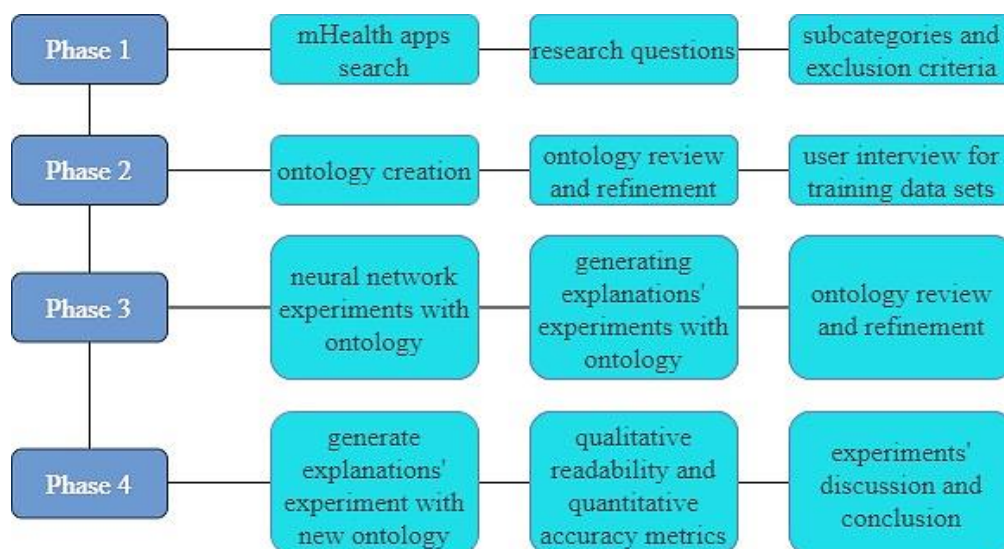 Phase 1
mHealth apps
search
research questions
subcategories and
exclusion criteria
Phase 2
ontology creation
ontology review
and refinement
user interview for
training data sets
Phase 3
neural network
experiments with
ontology
generating
explanations'
experiments with
ontology
ontology review
and refinement
Phase 4
generate
explanations'
experiment with
new ontology
qualitative
readability and
quantitative
accuracy metrics
experiments'
discussion and
conclusion